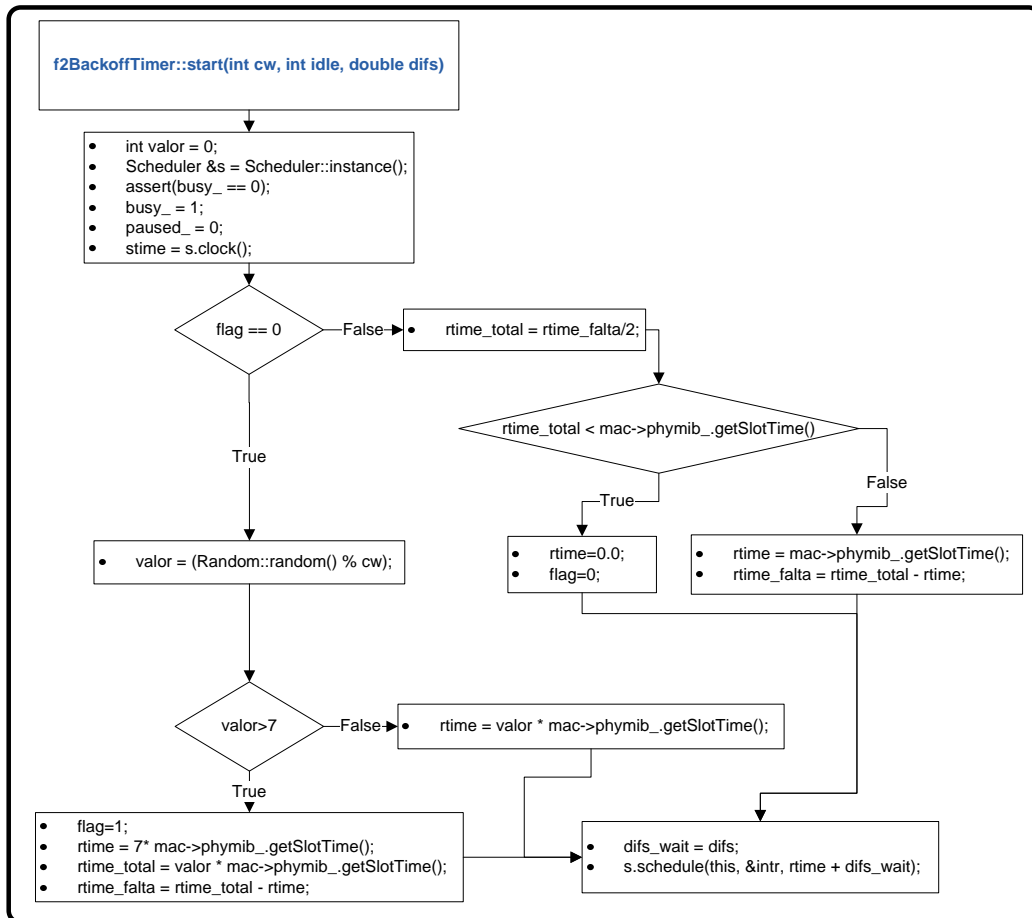 f2BackoffTimer::start(int cw, int idle, double difs)
• int valor = 0;
• Scheduler &s = Scheduler::instance();
• assert(busy_ == 0);
• busy_ = 1;
• paused_ = 0;
• stime = s.clock();
flag == 0
False
• rtime_total = rtime_falta/2;
rtime_total < mac->phymib_.getSlotTime()
True
True
False
• valor = (Random::random() % cw);
• rtime=0.0;
• flag=0;
• rtime = mac->phymib_.getSlotTime();
• rtime_falta = rtime_total - rtime;
valor>7
False
• rtime = valor * mac->phymib_.getSlotTime();
True
• flag=1;
• rtime = 7* mac->phymib_.getSlotTime();
• rtime_total = valor * mac->phymib_.getSlotTime();
• rtime_falta = rtime_total - rtime;
• difs_wait = difs;
• s.schedule(this, &intr, rtime + difs_wait);